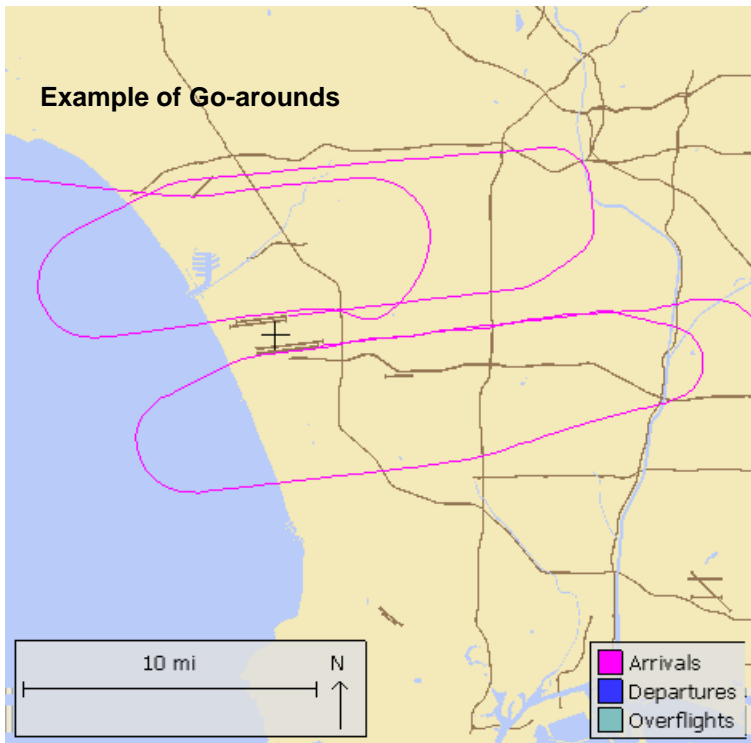 Example of Go-arounds
10 mi
N
Arrivals
Departures
Overflights